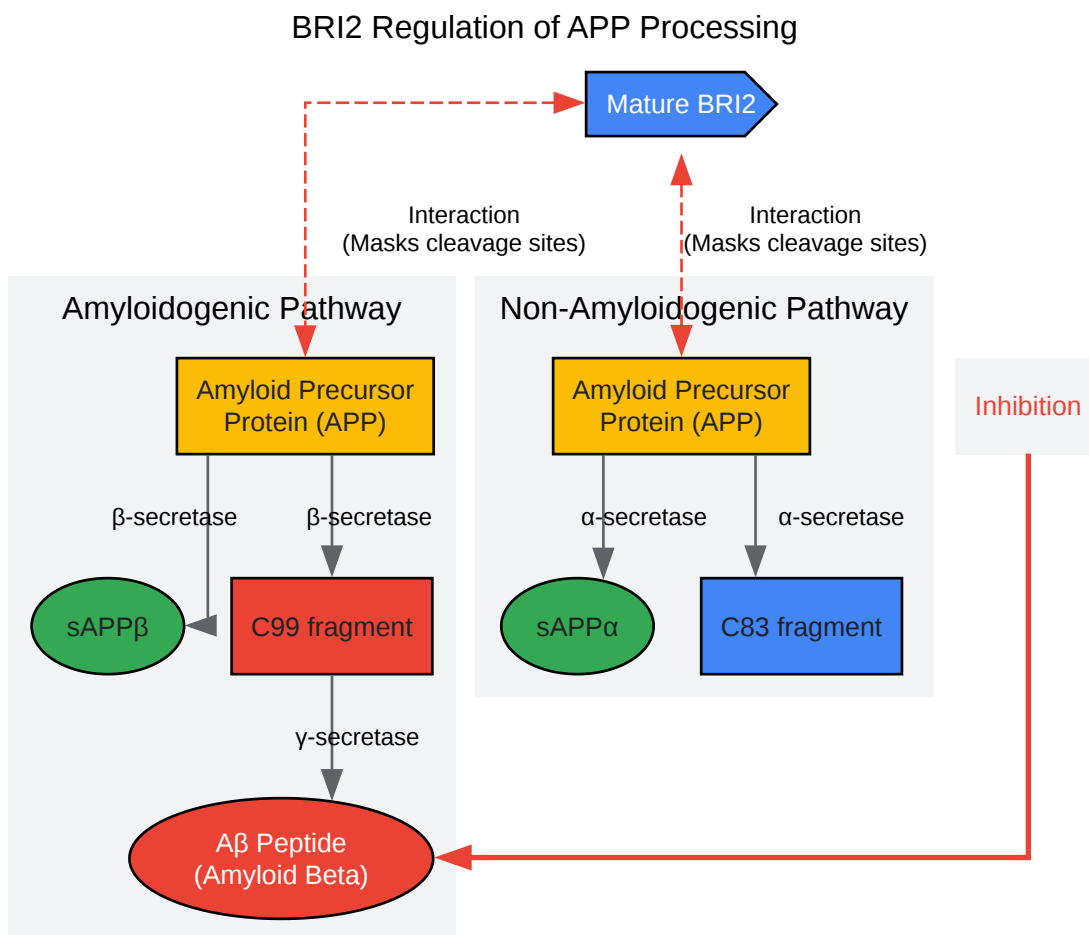 BRI2 Regulation of APP Processing
Mature BRI2
Interaction
(Masks cleavage sites)
Interaction
(Masks cleavage sites)
Amyloidogenic Pathway
Amyloid Precursor
Protein (APP)
β-secretase
β-secretase
sAPPβ
C99 fragment
γ-secretase
Aβ Peptide
(Amyloid Beta)
Non-Amyloidogenic Pathway
Amyloid Precursor
Protein (APP)
α-secretase
α-secretase
sAPPα
C83 fragment
Inhibition